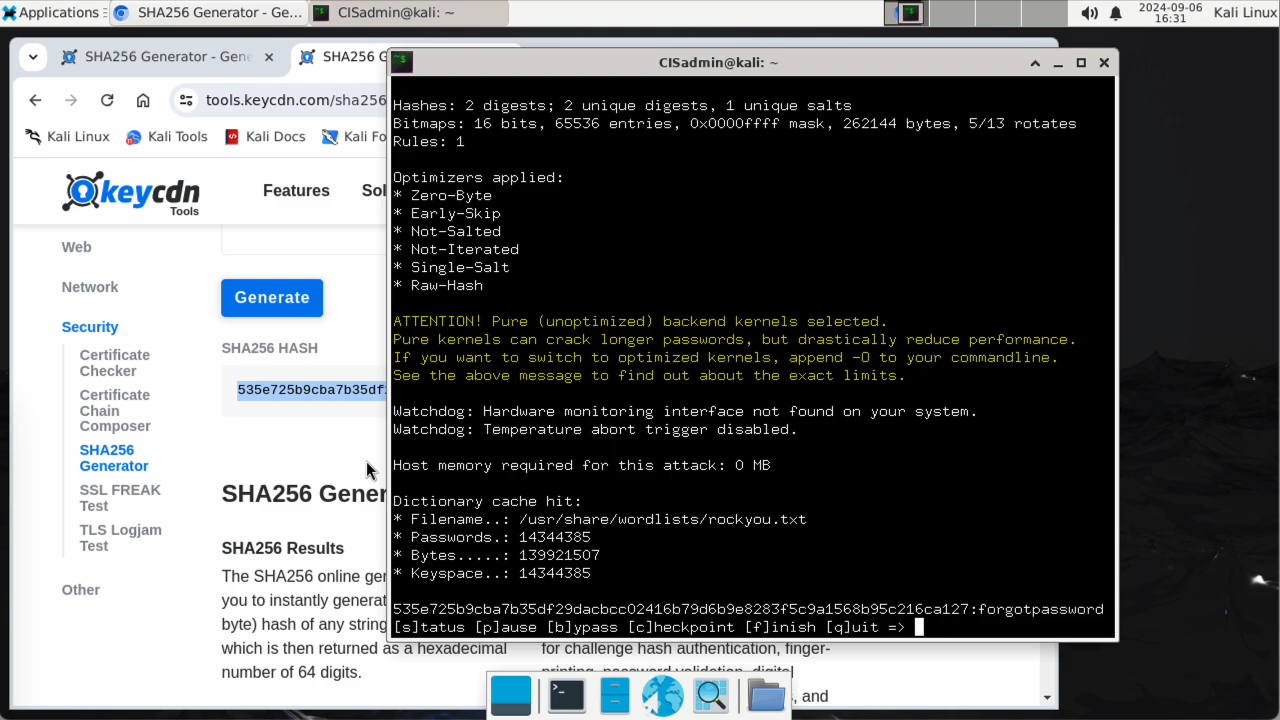 Applications
SHA256 Generator - Ge...
CISadmin@kali: ~
2024-09-06
16:31
Kali Linux
SHA256 Generator - Gene
SHA256 G
tools.keycdn.com/sha256
Kali Linux
Kali Tools
Kali Docs
Kali Fo
keycdn
Tools
Features
Sol
Web
Network
Security
Certificate
Checker
Certificate
Chain
Composer
SHA256
Generator
SSL FREAK
Test
TLS Logjam
Test
Other
Generate
SHA256 HASH
535e725b9cba7b35df
SHA256 Gener
SHA256 Results
The SHA256 online gen
you to instantly generat
byte) hash of any string
which is then returned as a hexadecimal
number of 64 digits.
for challenge hash authentication, finger-
printing, password validation, digital
s, and
CISadmin@kali: ~
Hashes: 2 digests; 2 unique digests, 1 unique salts
Bitmaps: 16 bits, 65536 entries, 0x0000ffff mask, 262144 bytes, 5/13 rotates
Rules: 1
Optimizers applied:
* Zero-Byte
* Early-Skip
* Not-Salted
* Not-Iterated
* Single-Salt
* Raw-Hash
ATTENTION! Pure (unoptimized) backend kernels selected.
Pure kernels can crack longer passwords, but drastically reduce performance.
If you want to switch to optimized kernels, append -O to your commandline.
See the above message to find out about the exact limits.
Watchdog: Hardware monitoring interface not found on your system.
Watchdog: Temperature abort trigger disabled.
Host memory required for this attack: 0 MB
Dictionary cache hit:
* Filename..: /usr/share/wordlists/rockyou.txt
* Passwords.: 14344385
* Bytes.....: 139921507
* Keyspace..: 14344385
535e725b9cba7b35df29dacbcc02416b79d6b9e8283f5c9a1568b95c216ca127:forgotpassword
[s]tatus [p]ause [b]ypass [c]heckpoint [f]inish [q]uit =>